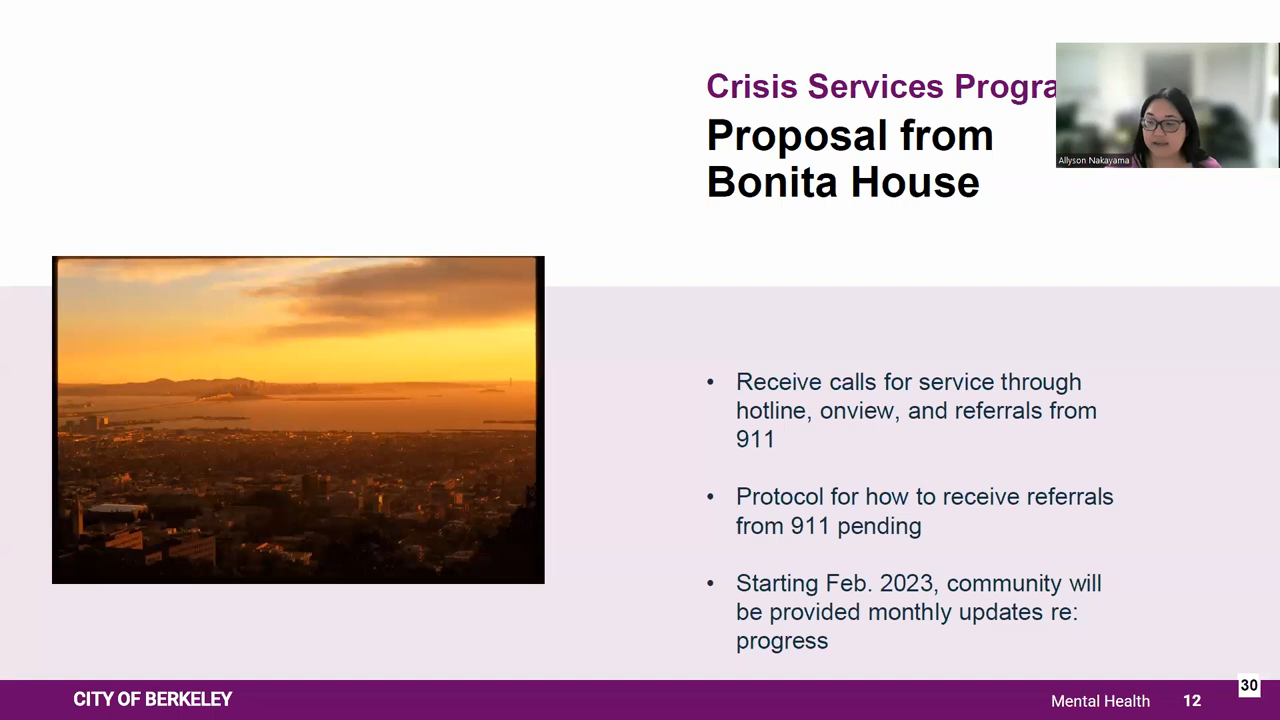 Crisis Services Progra
Proposal from
Bonita House
Allyson Nakayama
• Receive calls for service through
hotline, onview, and referrals from
911
• Protocol for how to receive referrals
from 911 pending
• Starting Feb. 2023, community will
be provided monthly updates re:
progress
CITY OF BERKELEY
Mental Health 12
30